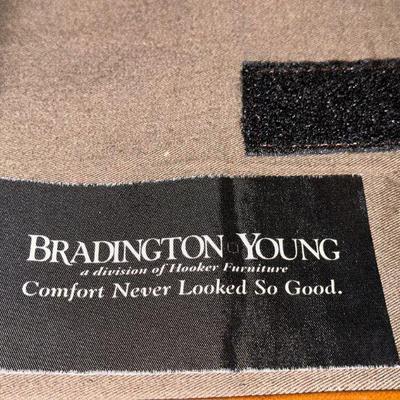 BRADINGTON YOUNG
a division of Hooker Furniture
Comfort Never Looked So Good.